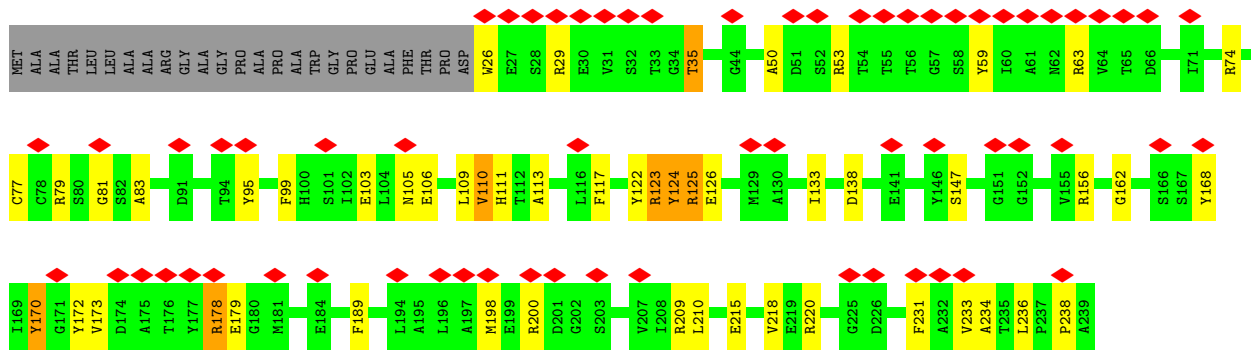 MET ALA ALA THR LEU LEU ALA ALA ARG GLY ALA GLY PRO ALA PRO ALA TRP GLY PRO GLU ALA PHE THR PRO ASP W26 E27 S28 R29 E30 V31 S32 T33 G34 T35 G44 A50 D51 S52 R53 T54 T55 T56 G57 S58 Y59 I60 A61 N62 R63 V64 T65 D66 I71 R74
C77 C78 R79 S80 G81 S82 A83 D91 T94 Y95 F99 H100 S101 I102 E103 L104 N105 E106 L109 V110 H111 T112 A113 L116 F117 Y122 R123 Y124 R125 E126 M129 A130 I133 D138 E141 Y146 S147 G151 G152 V155 R156 G162 S166 S167 Y168
I169 Y170 G171 Y172 V173 D174 A175 T176 Y177 R178 E179 G180 M181 E184 F189 L194 A195 L196 A197 M198 E199 R200 D201 G202 S203 V207 I208 R209 L210 E215 V218 E219 R220 G225 D226 F231 A232 V233 A234 T235 L236 P237 P238 A239